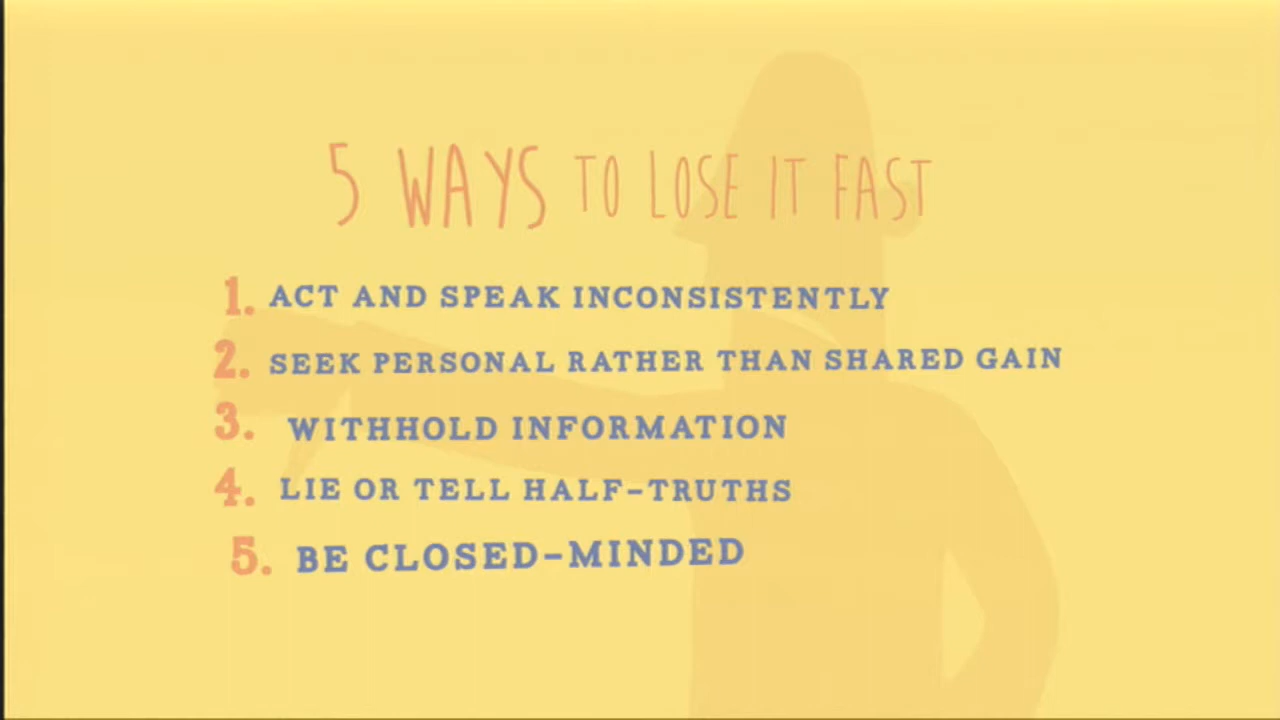 5 WAYS TO LOSE IT FAST
1. ACT AND SPEAK INCONSISTENTLY
2. SEEK PERSONAL RATHER THAN SHARED GAIN
3. WITHHOLD INFORMATION
4. LIE OR TELL HALF-TRUTHS
5. BE CLOSED-MINDED